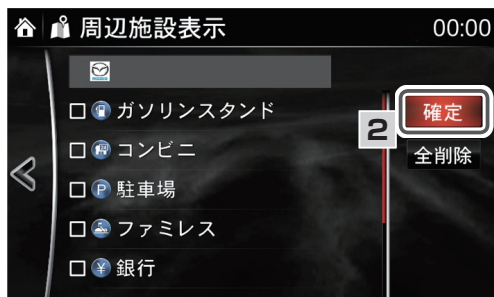 周辺施設表示 00:00
mazda
ガソリンスタンド
2 確定
コンビニ
全削除
P 駐車場
ファミレス
¥ 銀行